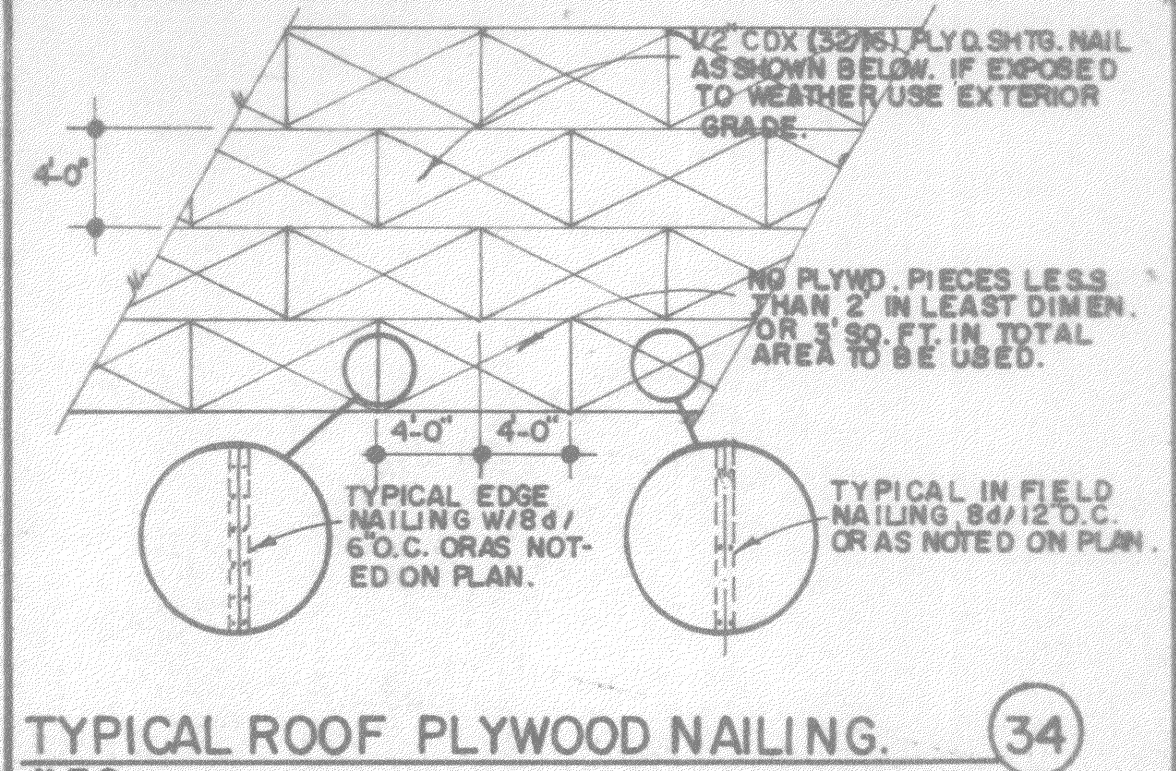 1/2" CDX (32/16) PLYD. SHTG. NAIL
AS SHOWN BELOW. IF EXPOSED
TO WEATHER USE EXTERIOR
GRADE.
4'-0"
NO PLYWD. PIECES LESS
THAN 2' IN LEAST DIMEN.
OR 3' SQ. FT. IN TOTAL
AREA TO BE USED.
4'-0" 4'-0"
TYPICAL EDGE
NAILING W/8d/
6"O.C. OR AS NOT-
ED ON PLAN.
TYPICAL IN FIELD
NAILING 8d/12"O.C.
OR AS NOTED ON PLAN.
TYPICAL ROOF PLYWOOD NAILING.
34